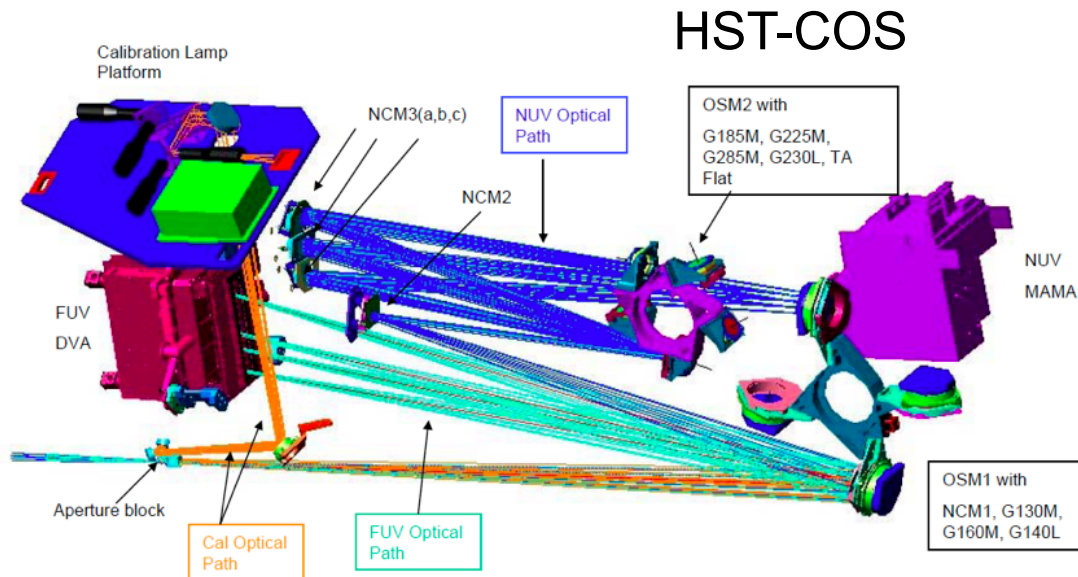 HST-COS
Calibration Lamp
Platform
NCM3(a,b,c)
NUV Optical
Path
OSM2 with
G185M, G225M,
G285M, G230L, TA
Flat
NCM2
NUV
MAMA
FUV
DVA
Aperture block
Cal Optical
Path
FUV Optical
Path
OSM1 with
NCM1, G130M,
G160M, G140L